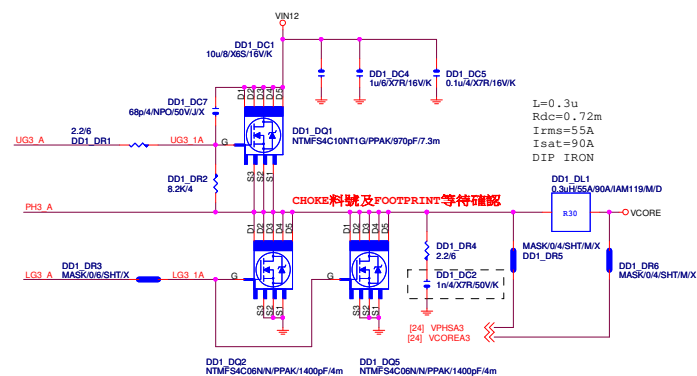 VIN12
DD1_DC1
10u/8/X6S/16V/K
DD1_DC4
1u/6/X7R/16V/K
DD1_DC5
0.1u/4/X7R/16V/K
DD1_DC7
68p/4/NPO/50V/J/X
D1
D2
D3
D4
D5
L=0.3u
Rdc=0.72m
Irms=55A
Isat=90A
DIP IRON
2.2/6
UG3_A
DD1_DR1
UG3_1A
G
DD1_DQ1
NTMFS4C10NT1G/PPAK/970pF/7.3m
S3
S2
S1
DD1_DR2
8.2K/4
CHOKE料號及FOOTPRINT等待確認
DD1_DL1
0.3uH/55A/90A/IAM119/M/D
R30
PH3_A
VCORE
D1
D2
D3
D4
D5
D1
D2
D3
D4
D5
DD1_DR4
2.2/6
MASK/0/4/SHT/M/X
DD1_DR5
DD1_DR3
LG3_A
MASK/0/6/SHT/X
LG3_1A
G
G
DD1_DC2
1n/4/X7R/50V/K
DD1_DR6
MASK/0/4/SHT/M/X
S3
S2
S1
S3
S2
S1
[24] VPHSA3
[24] VCOREA3
DD1_DQ2
NTMFS4C06N/N/PPAK/1400pF/4m
DD1_DQ5
NTMFS4C06N/N/PPAK/1400pF/4m